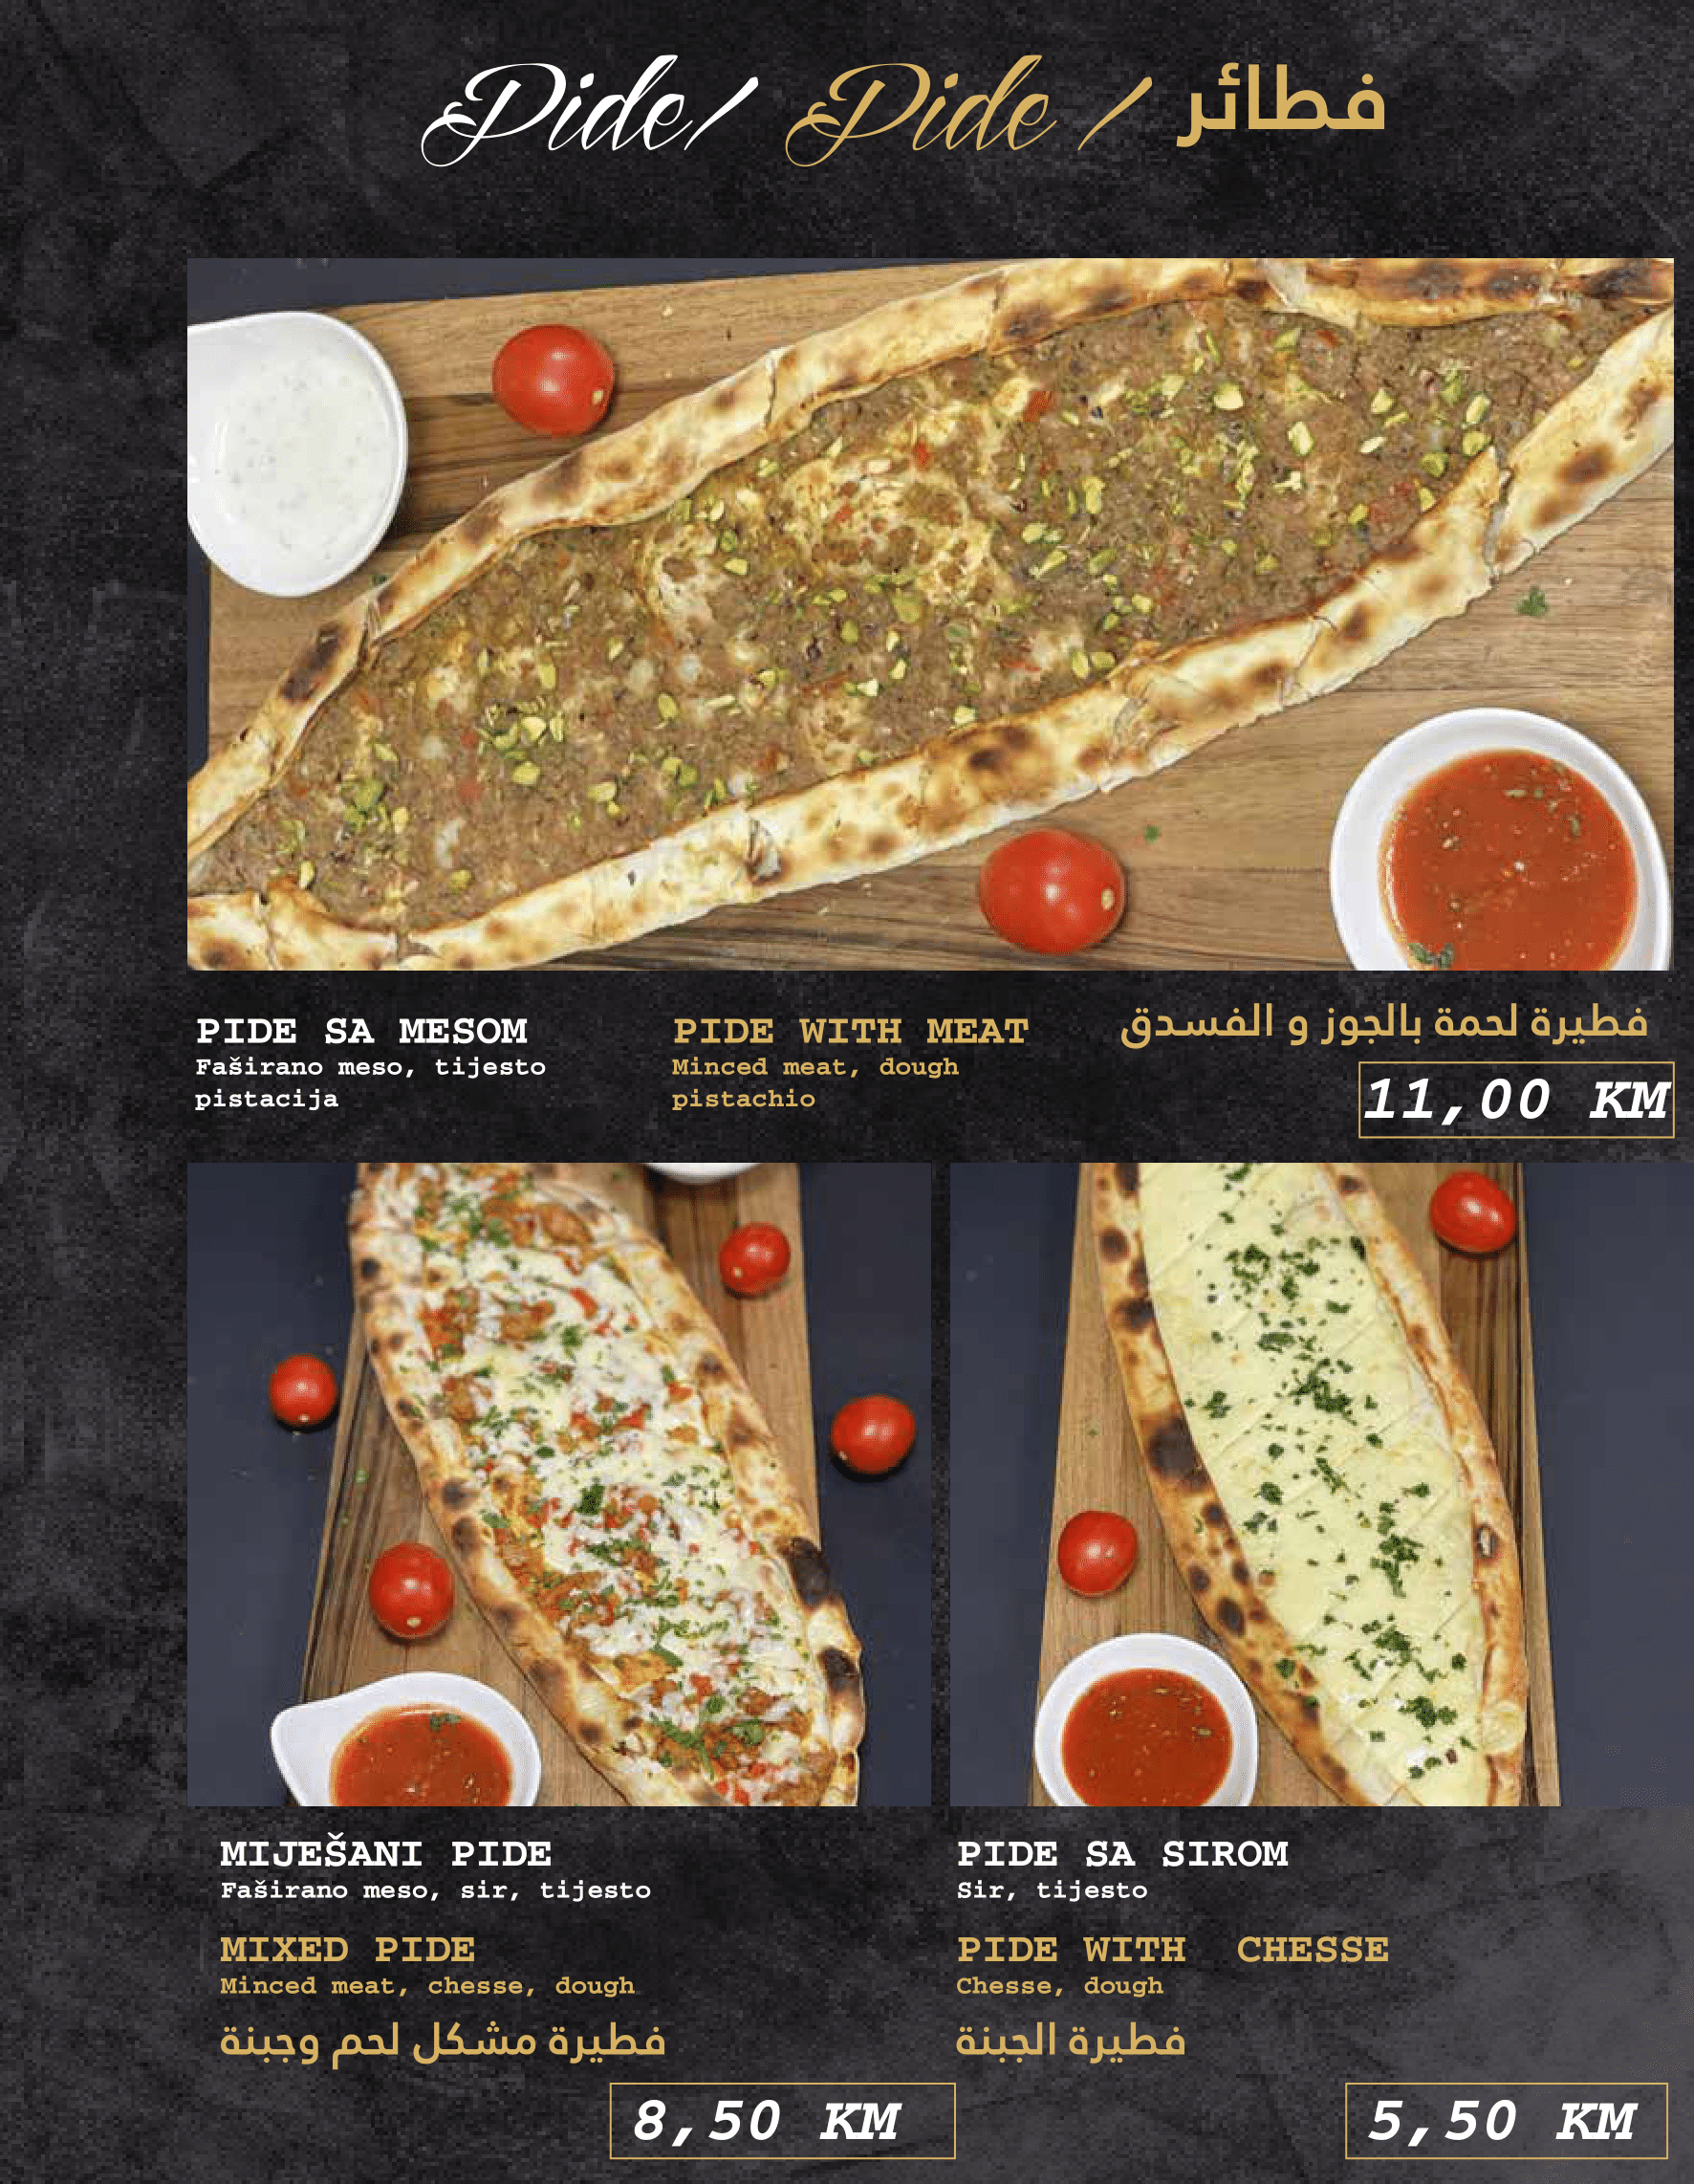 Pide/ Pide / فطائر
PIDE SA MESOM
Faširano meso, tijesto
pistacija
PIDE WITH MEAT
Minced meat, dough
pistachio
فطيرة لحمة بالجوز و الفسدق
11,00 KM
MIJEŠANI PIDE
Faširano meso, sir, tijesto
MIXED PIDE
Minced meat, chesse, dough
فطيرة مشكل لحم وجبنة
8,50 KM
PIDE SA SIROM
Sir, tijesto
PIDE WITH CHESSE
Chesse, dough
فطيرة الجبنة
5,50 KM